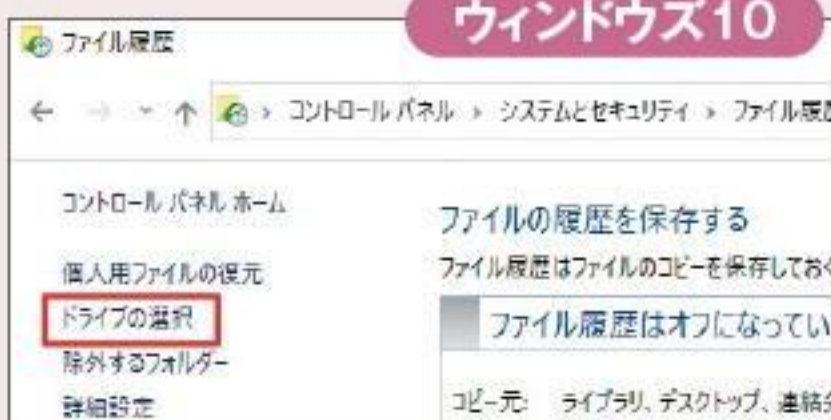 ウィンドウズ10
ファイル履歴
コントロール パネル › システムとセキュリティ › ファイル履
コントロール パネル ホーム
個人用ファイルの復元
ドライブの選択
除外するフォルダー
詳細設定
ファイルの履歴を保存する
ファイル履歴はファイルのコピーを保存してお
ファイル履歴はオフになってい
コピー元: ライブラリ、デスクトップ、連絡